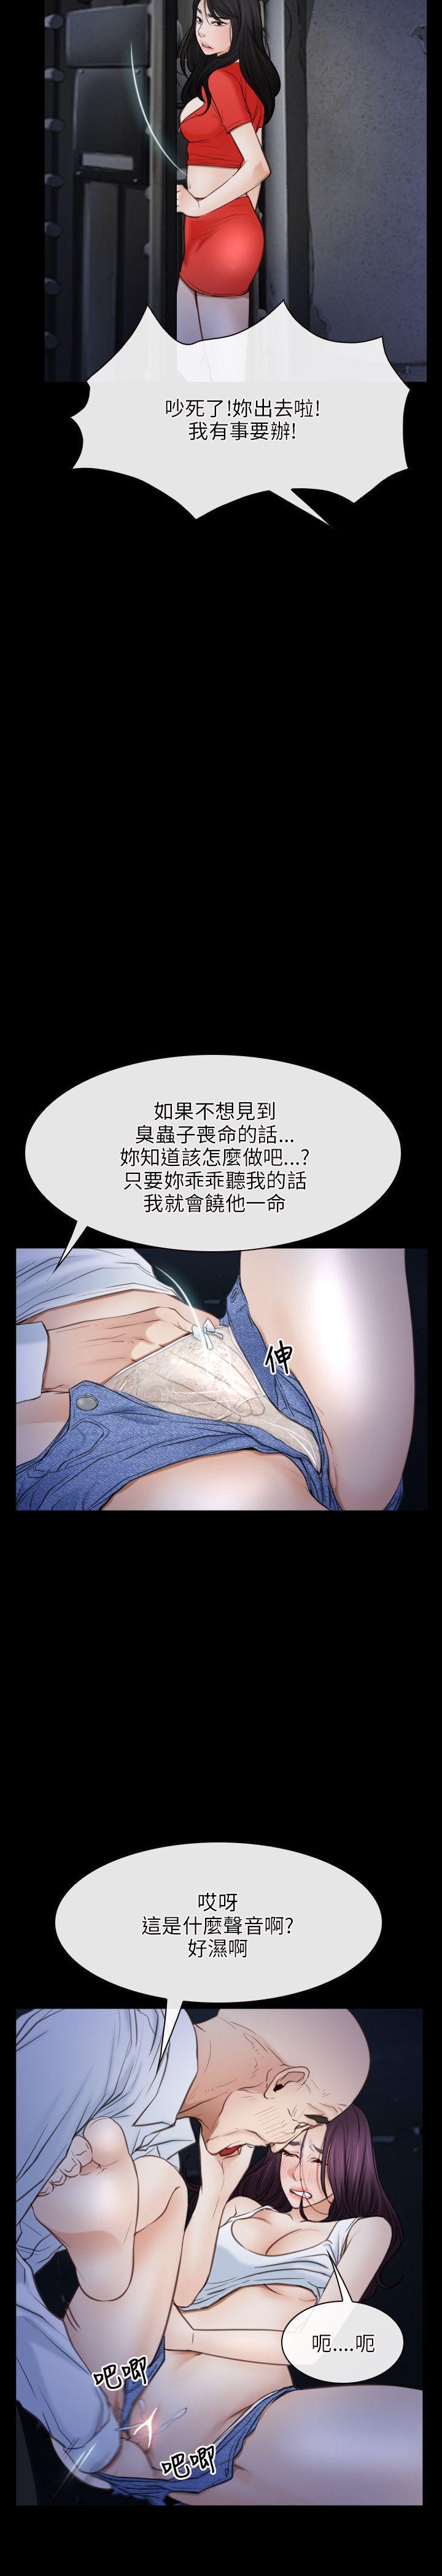 吵死了!妳出去啦!
我有事要辦!
如果不想見到
臭蟲子喪命的話...
妳知道該怎麼做吧...?
只要妳乖乖聽我的話
我就會饒他一命
伸
哎呀
這是什麼聲音啊?
好濕啊
呃....呃
吧唧
吧唧